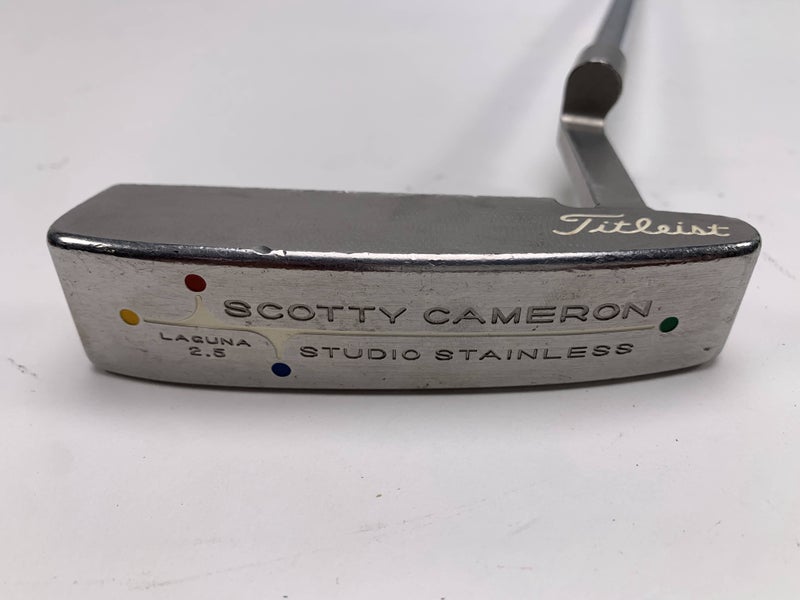 Titleist
SCOTTY CAMERON
LAGUNA
2.5
STUDIO STAINLESS